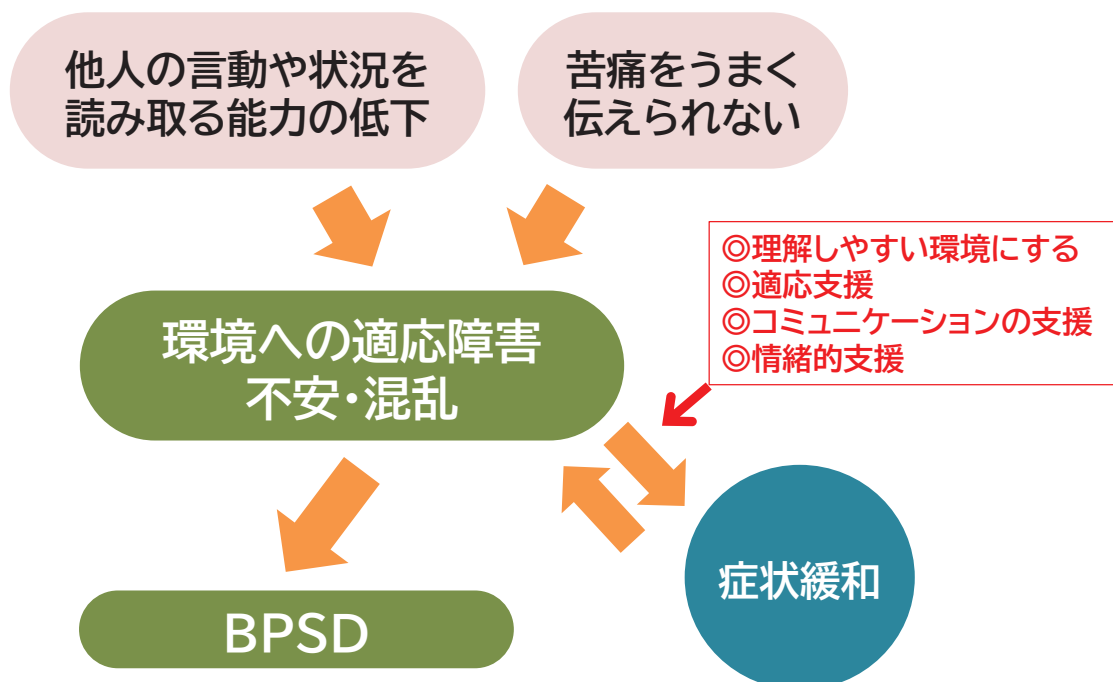 他人の言動や状況を
読み取る能力の低下
苦痛をうまく
伝えられない
◎理解しやすい環境にする
◎適応支援
◎コミュニケーションの支援
◎情緒的支援
環境への適応障害
不安・混乱
症状緩和
BPSD